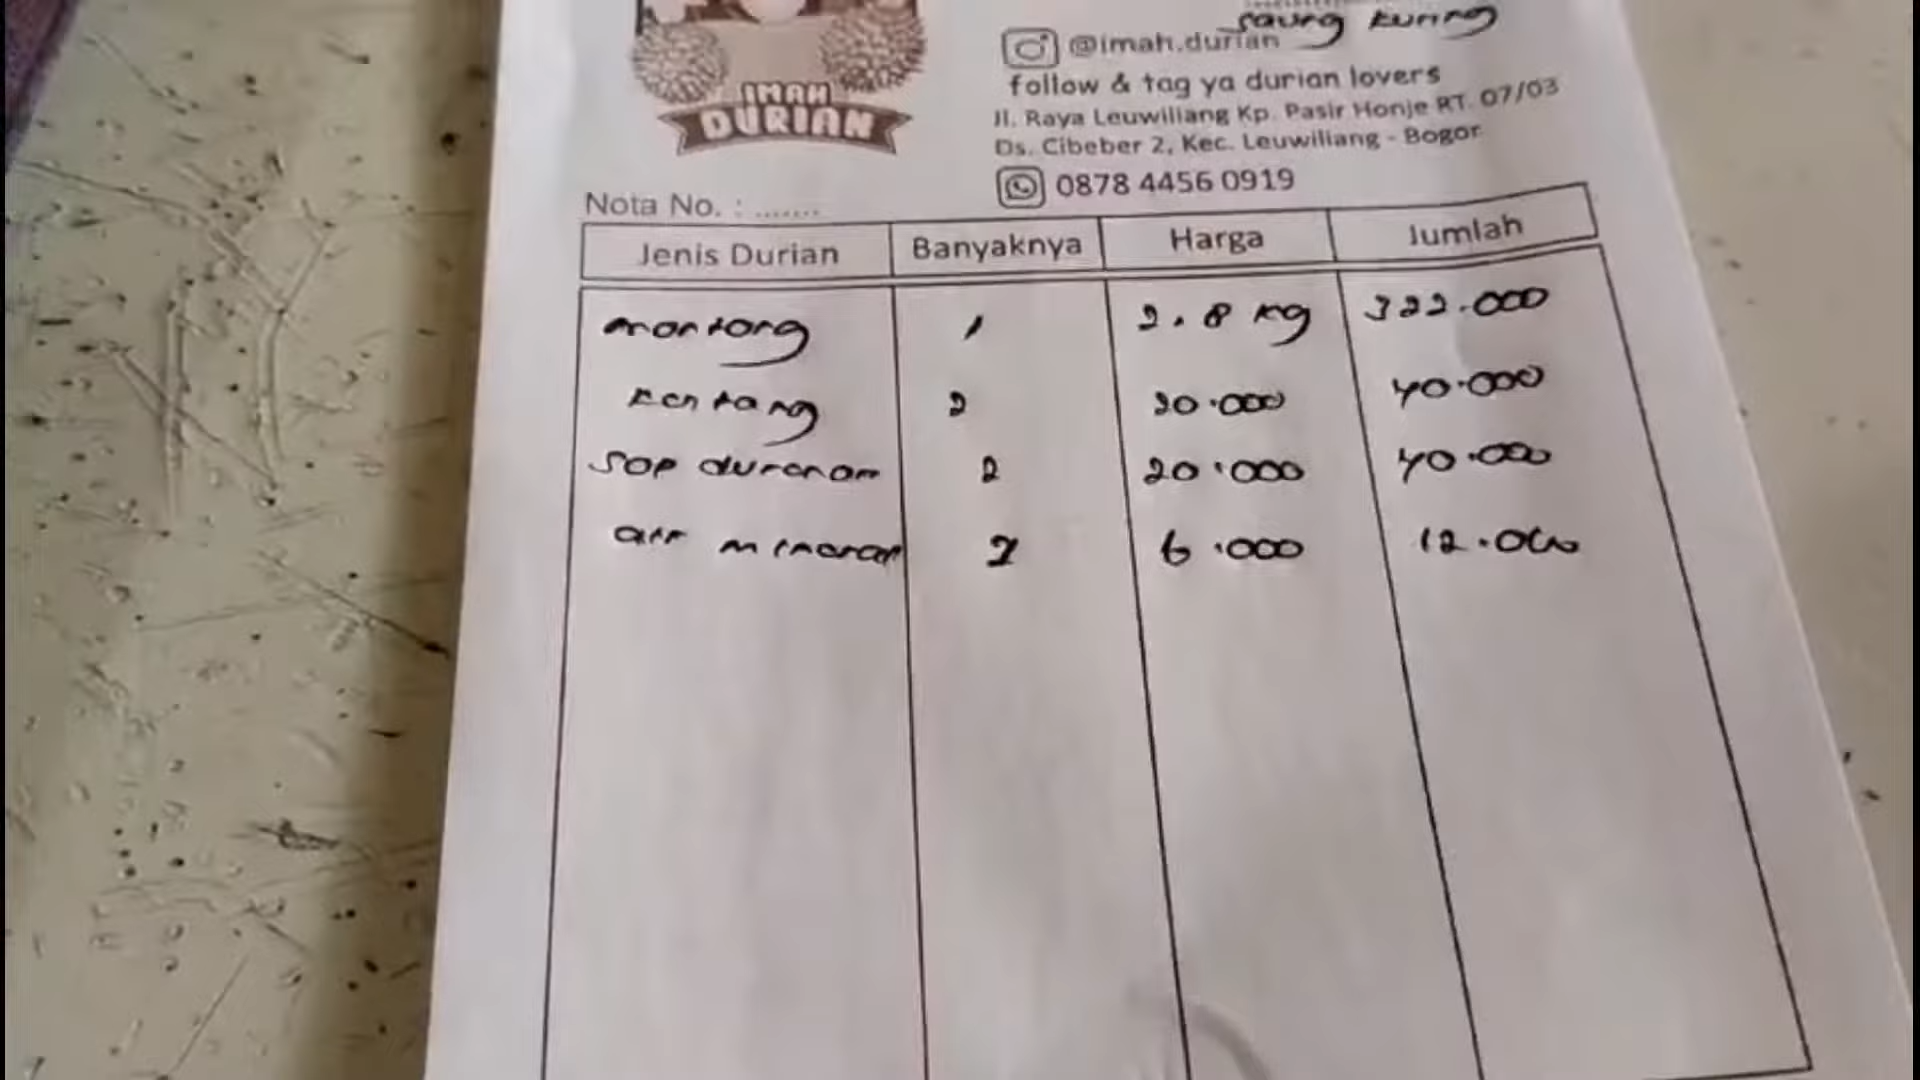 saung kuring
IMAH
DURIAN
@imah.durian
follow & tag ya durian lovers
Jl. Raya Leuwiliang Kp. Pasir Honje RT. 07/03
Ds. Cibeber 2, Kec. Leuwiliang - Bogor
0878 4456 0919
Nota No. : .......
Jenis Durian Banyaknya Harga Jumlah
montong 1 2.8 kg 322.000
kentang 2 20.000 40.000
sop durian 2 20.000 40.000
air mineral 2 6.000 12.000